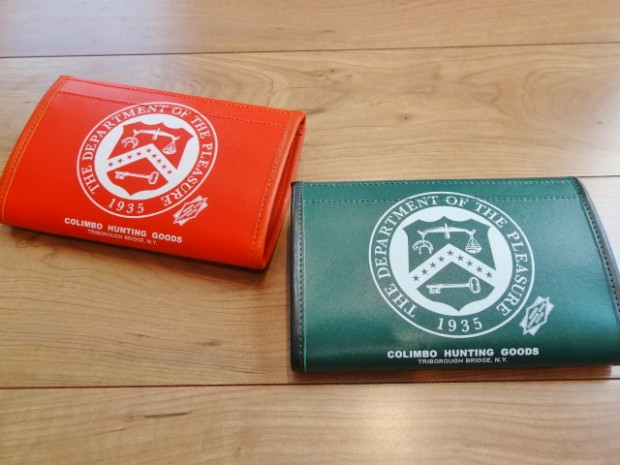 THE DEPARTMENT OF THE PLEASURE
1935
COLIMBO HUNTING GOODS
TRIBOROUGH BRIDGE, N.Y.
THE DEPARTMENT OF THE PLEASURE
1935
COLIMBO HUNTING GOODS
TRIBOROUGH BRIDGE, N.Y.